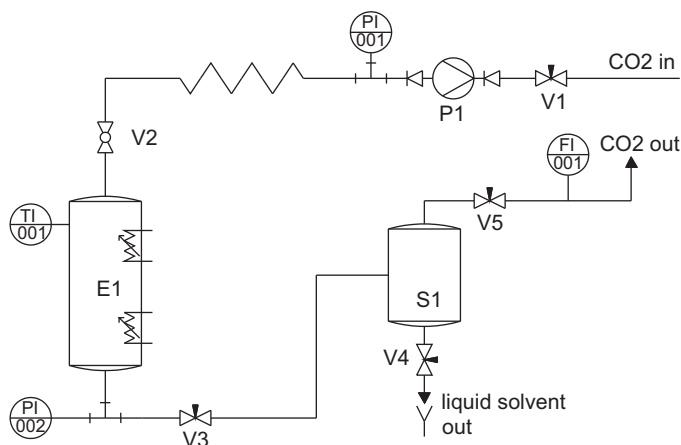 PI
001
CO2 in
P1
V1
V2
FI
001
CO2 out
TI
001
V5
E1
S1
V4
PI
002
V3
liquid solvent
out